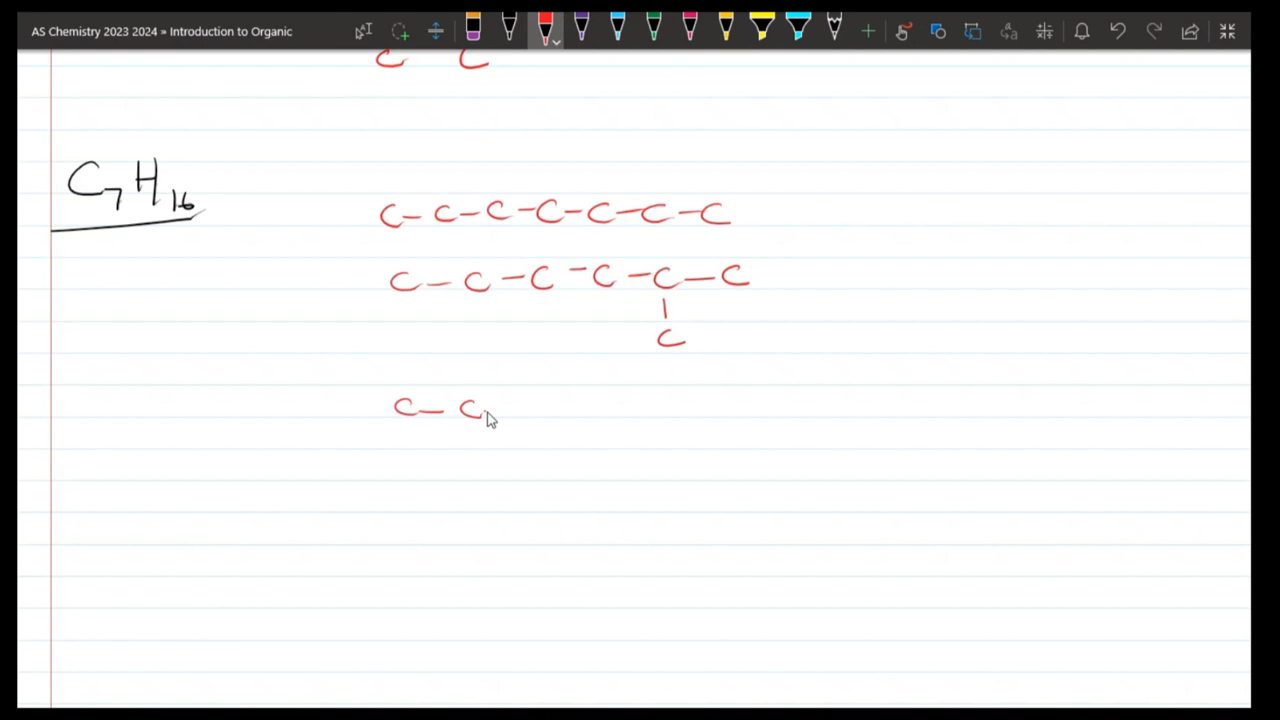 AS Chemistry 2023 2024 » Introduction to Organic
C C
C₇H₁₆
C-C-C-C-C-C-C
C-C-C-C-C-C
|
C
C-C